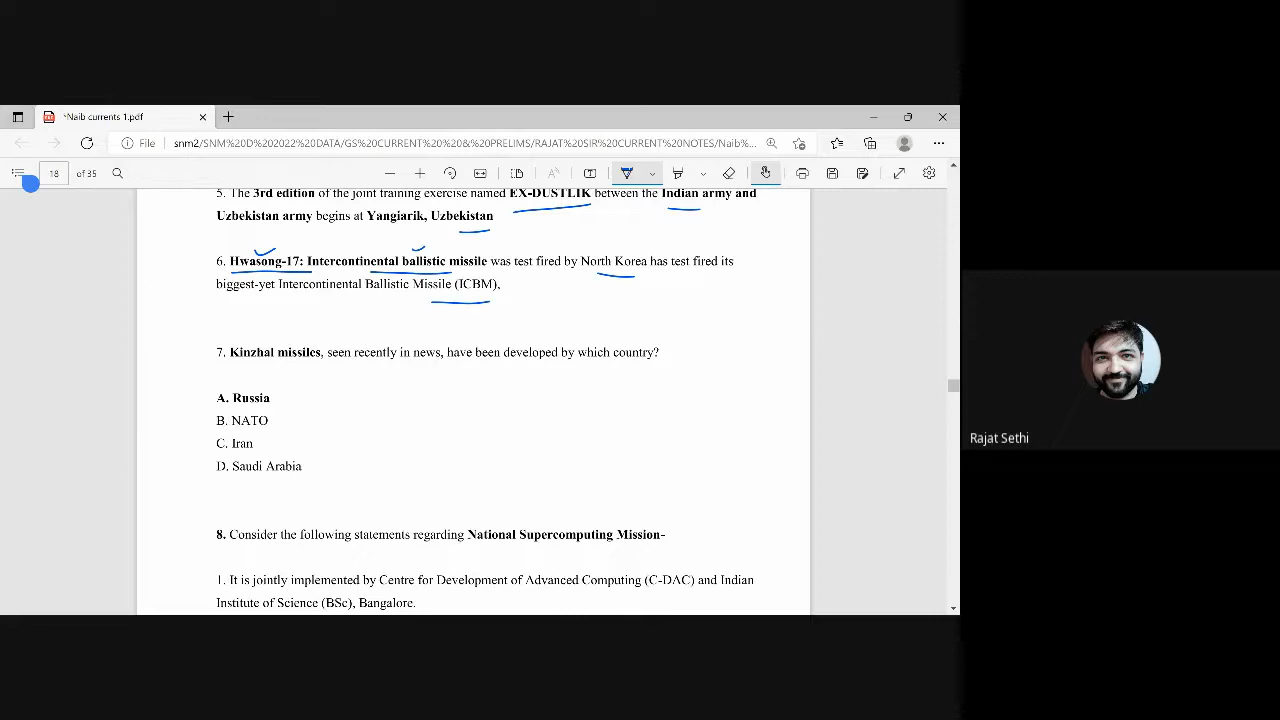 *Naib currents 1.pdf
File snm2/SNM%20D%202022%20DATA/GS%20CURRENT%20%20&%20PRELIMS/RAJAT%20SIR%20CURRENT%20NOTES/Naib%...
18 of 35
5. The 3rd edition of the joint training exercise named EX-DUSTLIK between the Indian army and
Uzbekistan army begins at Yangiarik, Uzbekistan
6. Hwasong-17: Intercontinental ballistic missile was test fired by North Korea has test fired its
biggest-yet Intercontinental Ballistic Missile (ICBM),
7. Kinzhal missiles, seen recently in news, have been developed by which country?
A. Russia
B. NATO
C. Iran
D. Saudi Arabia
Rajat Sethi
8. Consider the following statements regarding National Supercomputing Mission-
1. It is jointly implemented by Centre for Development of Advanced Computing (C-DAC) and Indian
Institute of Science (BSc), Bangalore.